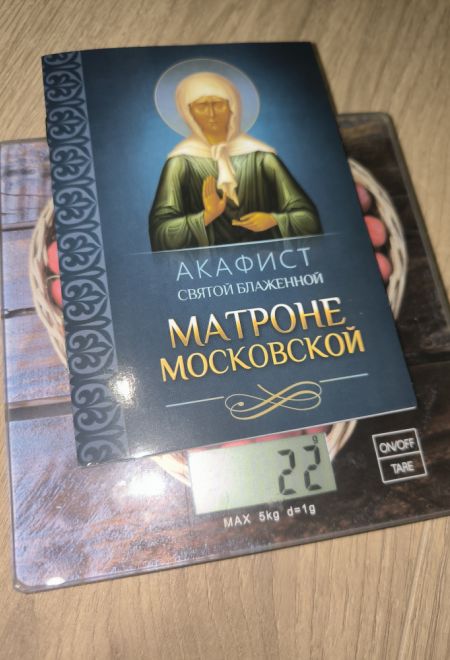 АКАФИСТ
СВЯТОЙ БЛАЖЕННОЙ
МАТРОНЕ
МОСКОВСКОЙ
g
22
ON/OFF
TARE
MAX 5kg d=1g